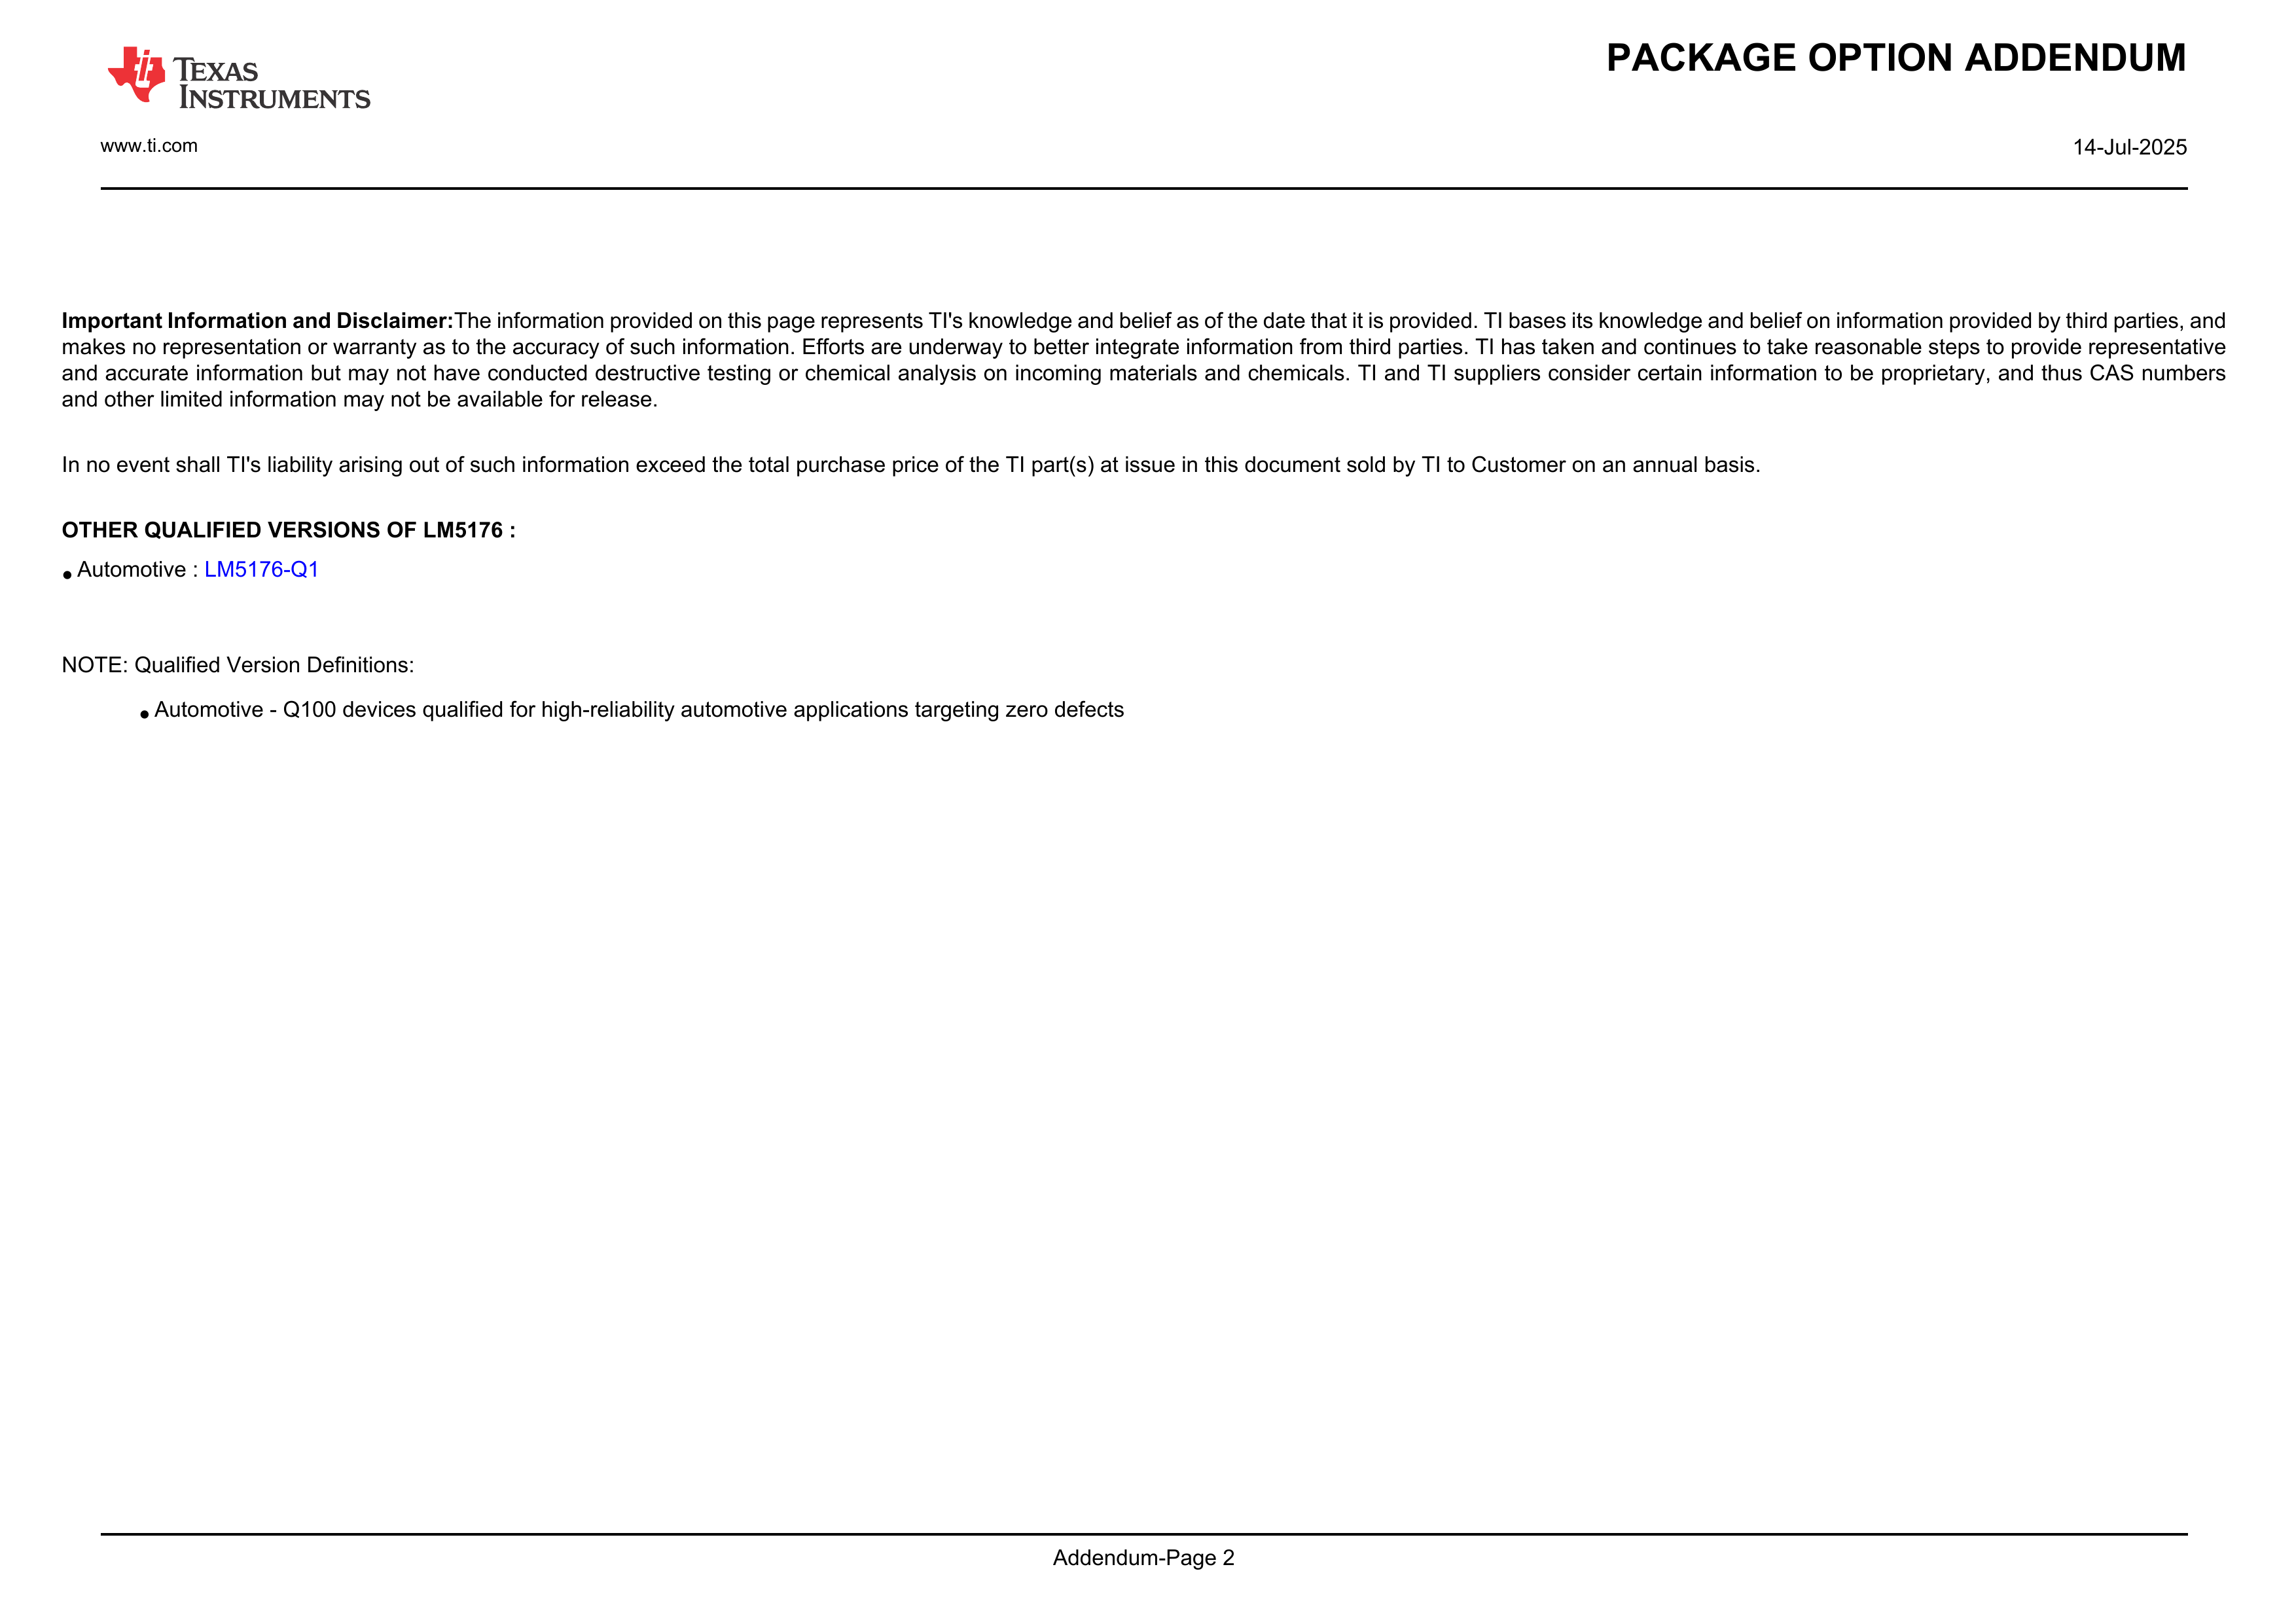 TEXAS
INSTRUMENTS
PACKAGE OPTION ADDENDUM
www.ti.com
14-Jul-2025
Important Information and Disclaimer:The information provided on this page represents TI's knowledge and belief as of the date that it is provided. TI bases its knowledge and belief on information provided by third parties, and
makes no representation or warranty as to the accuracy of such information. Efforts are underway to better integrate information from third parties. TI has taken and continues to take reasonable steps to provide representative
and accurate information but may not have conducted destructive testing or chemical analysis on incoming materials and chemicals. TI and TI suppliers consider certain information to be proprietary, and thus CAS numbers
and other limited information may not be available for release.
In no event shall TI's liability arising out of such information exceed the total purchase price of the TI part(s) at issue in this document sold by TI to Customer on an annual basis.
OTHER QUALIFIED VERSIONS OF LM5176 :
• Automotive : LM5176-Q1
NOTE: Qualified Version Definitions:
• Automotive - Q100 devices qualified for high-reliability automotive applications targeting zero defects
Addendum-Page 2